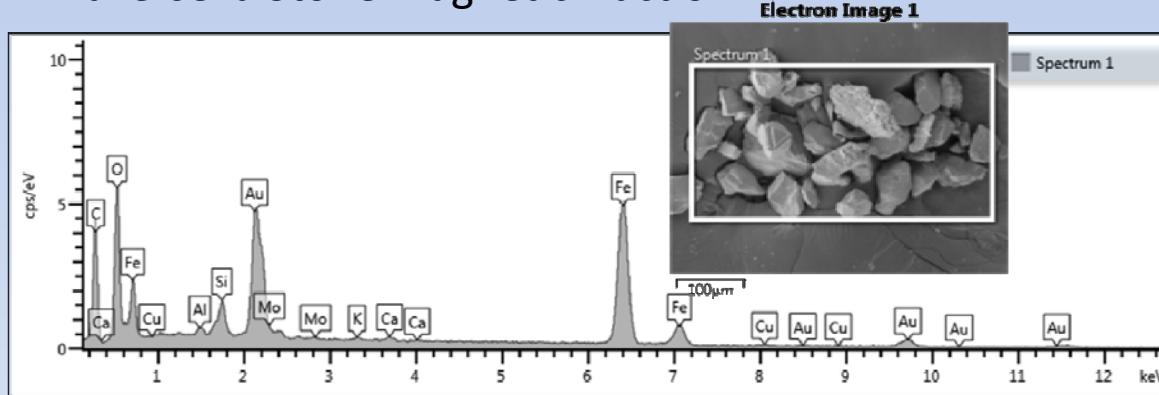 Electron Image 1
Spectrum 1
Spectrum 1
cps/eV
10
5
0
C
O
Fe
Ca
Cu
Al
Si
Au
Mo
Mo
K
Ca
Ca
Fe
Fe
Cu
Au
Cu
Au
Au
Au
100µm
1 2 3 4 5 6 7 8 9 10 11 12